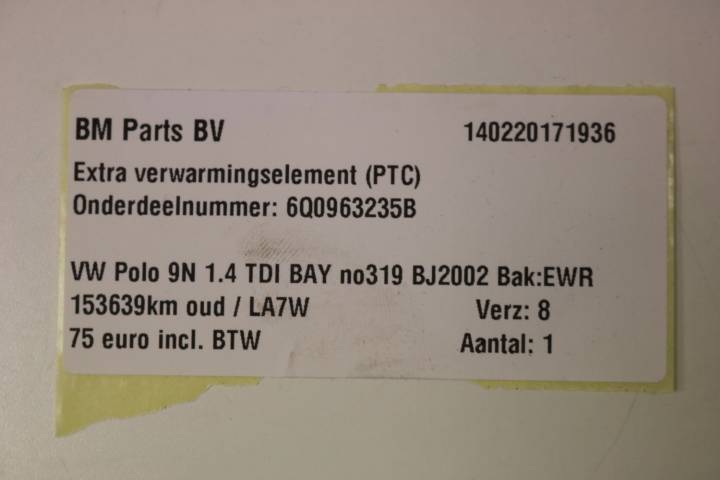 BM Parts BV 140220171936
Extra verwarmingselement (PTC)
Onderdeelnummer: 6Q0963235B
VW Polo 9N 1.4 TDI BAY no319 BJ2002 Bak:EWR
153639km oud / LA7W Verz: 8
75 euro incl. BTW Aantal: 1